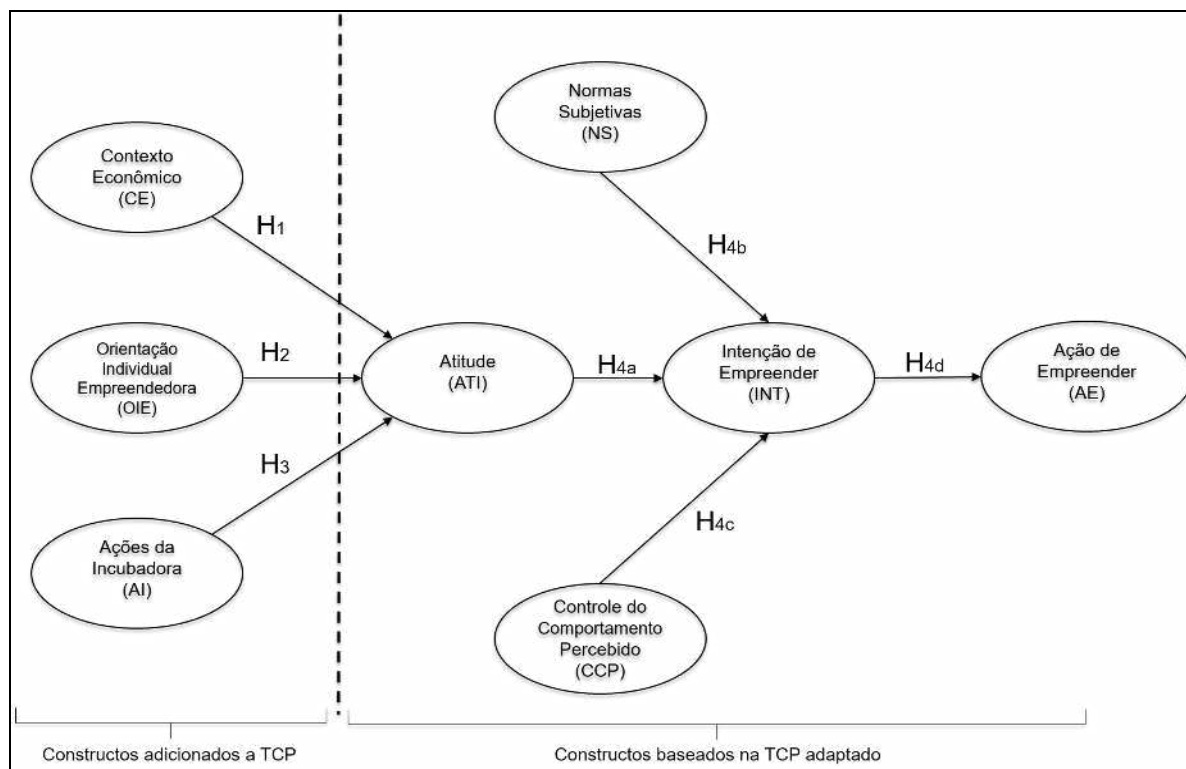 Normas
Subjetivas
(NS)
Contexto
Econômico
(CE)
H1
H4b
Orientação
Individual
Empreendedora
(OIE)
H2
Atitude
(ATI)
H4a
Intenção de
Empreender
(INT)
H4d
Ação de
Empreender
(AE)
H3
Ações da
Incubadora
(AI)
H4c
Controle do
Comportamento
Percebido
(CCP)
Constructos adicionados a TCP
Constructos baseados na TCP adaptado